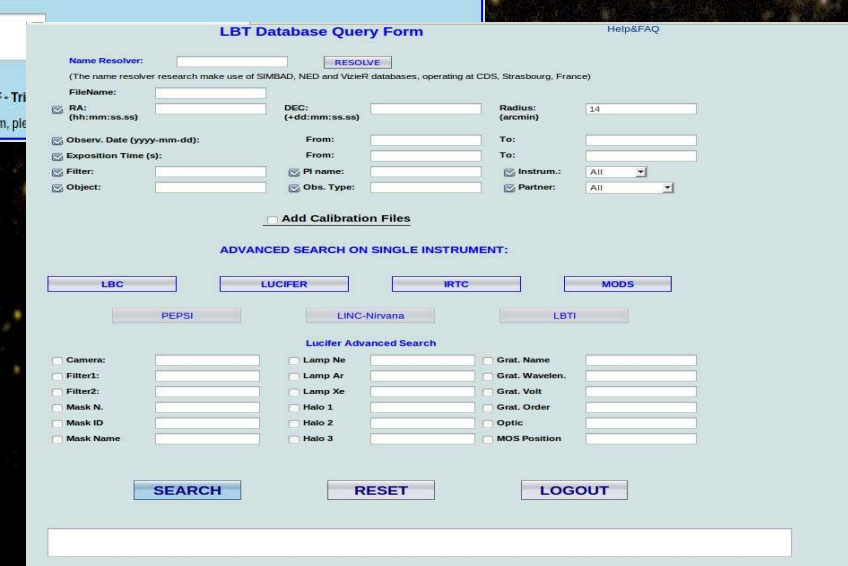 LBT Database Query Form
Help&FAQ
Name Resolver:
RESOLVE
(The name resolver research make use of SIMBAD, NED and VizieR databases, operating at CDS, Strasbourg, France)
FileName:
RA: (hh:mm:ss.ss) DEC: (+dd:mm:ss.ss) Radius: (arcmin) 14
Observ. Date (yyyy-mm-dd): From: To:
Exposition Time (s): From: To:
Filter: PI name: Instrum.: All
Object: Obs. Type: Partner: All
Add Calibration Files
ADVANCED SEARCH ON SINGLE INSTRUMENT:
LBC LUCIFER IRTC MODS
PEPSI LINC-Nirvana LBTI
Lucifer Advanced Search
Camera: Lamp Ne Grat. Name
Filter1: Lamp Ar Grat. Wavelen.
Filter2: Lamp Xe Grat. Volt
Mask N. Halo 1 Grat. Order
Mask ID Halo 2 Optic
Mask Name Halo 3 MOS Position
SEARCH RESET LOGOUT